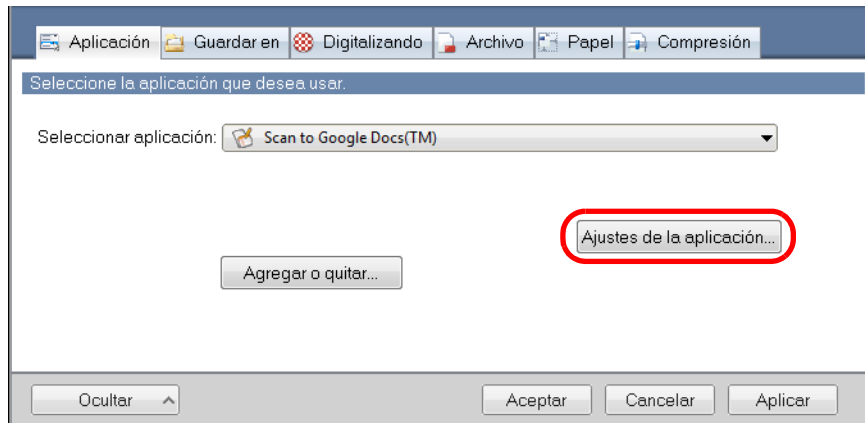 Aplicación Guardar en Digitalizando Archivo Papel Compresión
Seleccione la aplicación que desea usar.
Seleccionar aplicación: Scan to Google Docs(TM)
Ajustes de la aplicación...
Agregar o quitar...
Ocultar Aceptar Cancelar Aplicar